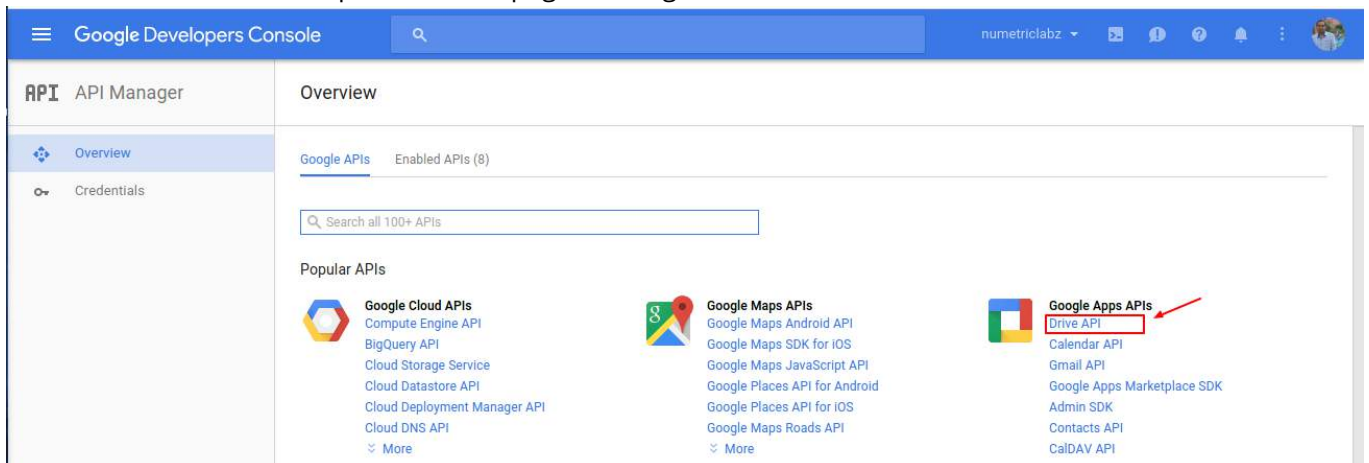 Google Developers Console
numetriclabz
API API Manager
Overview
Overview
Credentials
Google APIs Enabled APIs (8)
Search all 100+ APIs
Popular APIs
Google Cloud APIs
Compute Engine API
BigQuery API
Cloud Storage Service
Cloud Datastore API
Cloud Deployment Manager API
Cloud DNS API
More
8
Google Maps APIs
Google Maps Android API
Google Maps SDK for iOS
Google Maps JavaScript API
Google Places API for Android
Google Places API for iOS
Google Maps Roads API
More
Google Apps APIs
Drive API
Calendar API
Gmail API
Google Apps Marketplace SDK
Admin SDK
Contacts API
CalDAV API